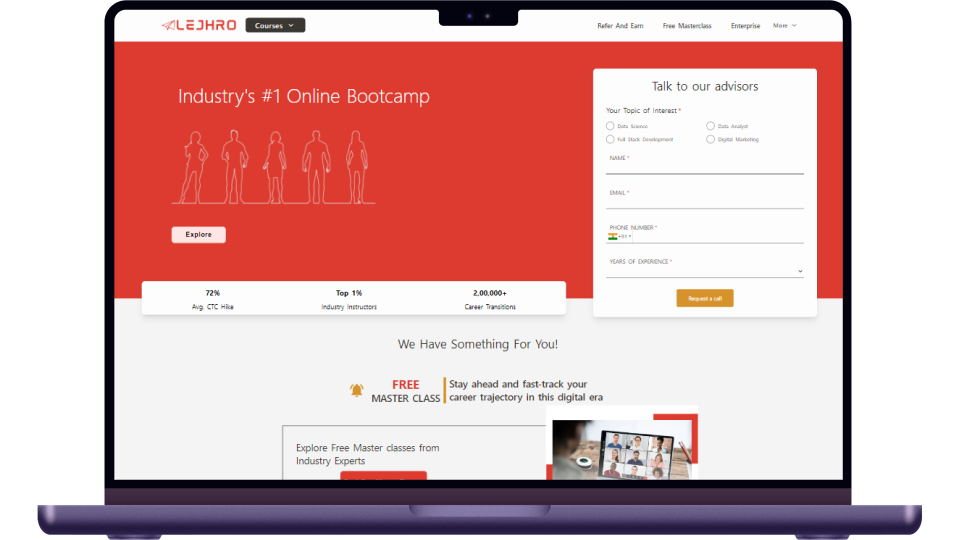 LEJHRO
Courses
Refer And Earn
Free Masterclass
Enterprise
More
Industry's #1 Online Bootcamp
Explore
72%
Avg. CTC Hike
Top 1%
Industry Instructors
2,00,000+
Career Transitions
Talk to our advisors
Your Topic of Interest*
Data Science
Data Analyst
Full Stack Development
Digital Marketing
NAME *
EMAIL *
PHONE NUMBER *
+91
YEARS OF EXPERIENCE *
Request a call
We Have Something For You!
FREE
MASTER CLASS
Stay ahead and fast-track your
career trajectory in this digital era
Explore Free Master classes from
Industry Experts